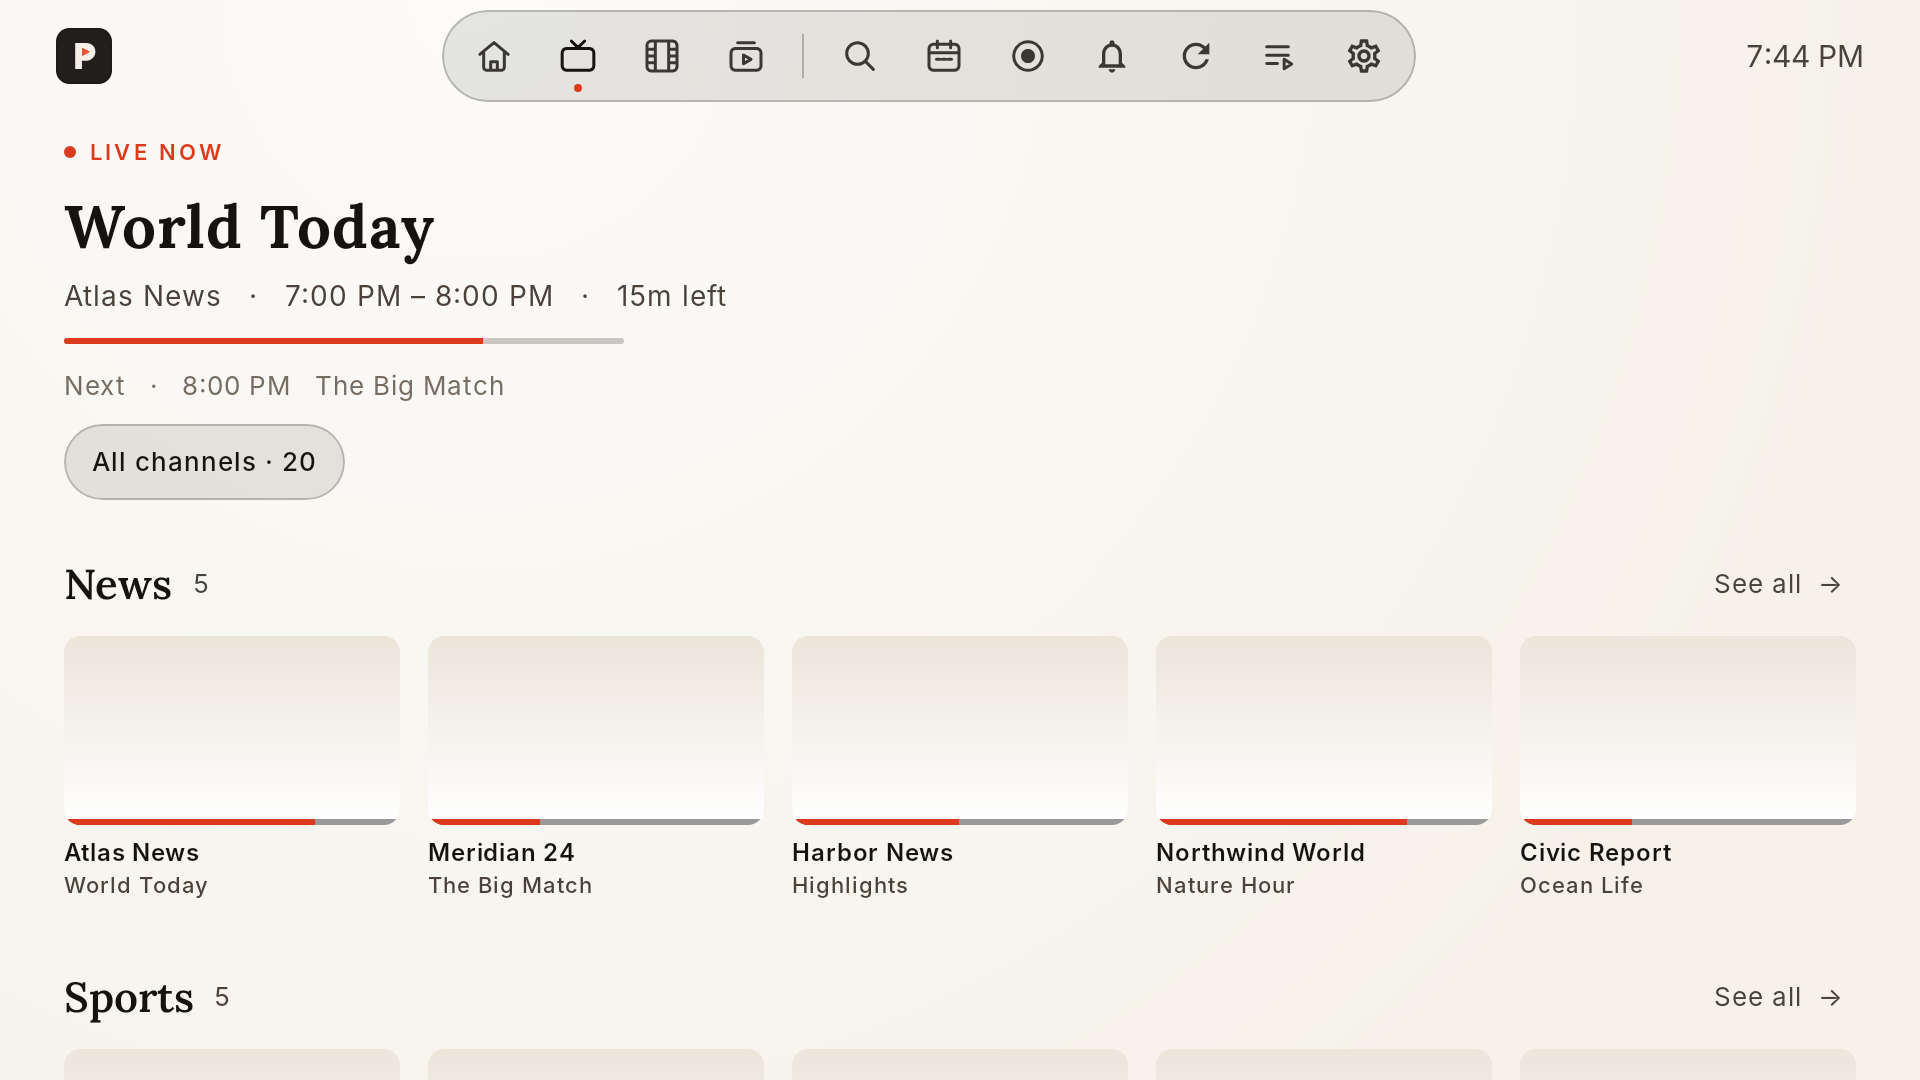 P
7:44 PM
LIVE NOW
World Today
Atlas News · 7:00 PM – 8:00 PM · 15m left
Next · 8:00 PM The Big Match
All channels · 20
News 5
See all →
Atlas News
World Today
Meridian 24
The Big Match
Harbor News
Highlights
Northwind World
Nature Hour
Civic Report
Ocean Life
Sports 5
See all →